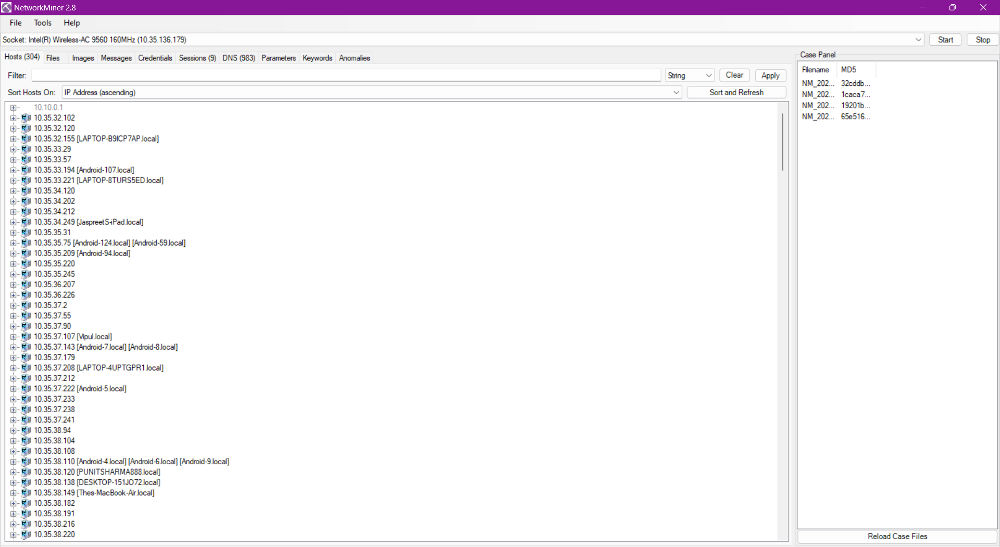 NetworkMiner 2.8
File Tools Help
Socket: Intel(R) Wireless-AC 9560 160MHz (10.35.136.179) Start Stop
Hosts (304) Files Images Messages Credentials Sessions (9) DNS (983) Parameters Keywords Anomalies
Filter: String Clear Apply
Sort Hosts On: IP Address (ascending) Sort and Refresh
10.10.0.1
10.35.32.102
10.35.32.120
10.35.32.155 [LAPTOP-B9ICP7AP.local]
10.35.33.29
10.35.33.57
10.35.33.194 [Android-107.local]
10.35.33.221 [LAPTOP-8TURS5ED.local]
10.35.34.120
10.35.34.202
10.35.34.212
10.35.34.249 [JaspreetS-iPad.local]
10.35.35.31
10.35.35.75 [Android-124.local] [Android-59.local]
10.35.35.209 [Android-94.local]
10.35.35.220
10.35.35.245
10.35.36.207
10.35.36.226
10.35.37.2
10.35.37.55
10.35.37.90
10.35.37.107 [Vipul.local]
10.35.37.143 [Android-7.local] [Android-8.local]
10.35.37.179
10.35.37.208 [LAPTOP-4UPTGPR1.local]
10.35.37.212
10.35.37.222 [Android-5.local]
10.35.37.233
10.35.37.238
10.35.37.241
10.35.38.94
10.35.38.104
10.35.38.108
10.35.38.110 [Android-4.local] [Android-6.local] [Android-9.local]
10.35.38.120 [PUNITSHARMA888.local]
10.35.38.138 [DESKTOP-151JO72.local]
10.35.38.149 [Thes-MacBook-Air.local]
10.35.38.182
10.35.38.191
10.35.38.216
10.35.38.220
Case Panel
Filename MD5
NM_202... 32cddb...
NM_202... 1caca7...
NM_202... 19201b...
NM_202... 65e516...
Reload Case Files